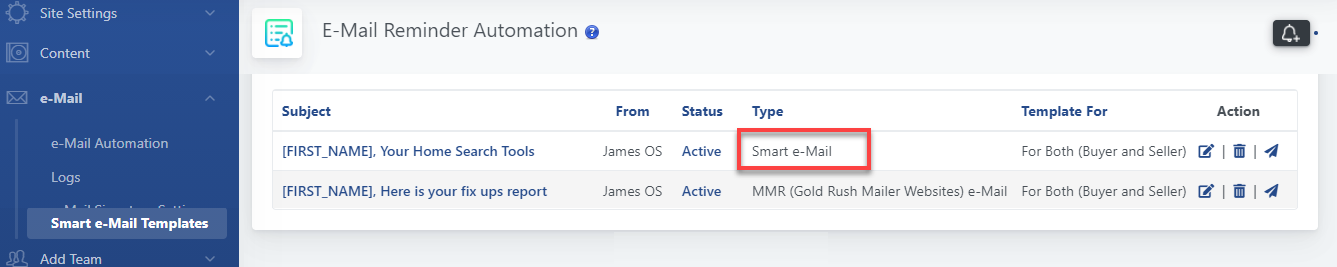 Site Settings
Content
e-Mail
e-Mail Automation
Logs
Smart e-Mail Templates
Add Team
E-Mail Reminder Automation ?
Subject From Status Type Template For Action
[FIRST_NAME], Your Home Search Tools James OS Active Smart e-Mail For Both (Buyer and Seller) | |
[FIRST_NAME], Here is your fix ups report James OS Active MMR (Gold Rush Mailer Websites) e-Mail For Both (Buyer and Seller) | |